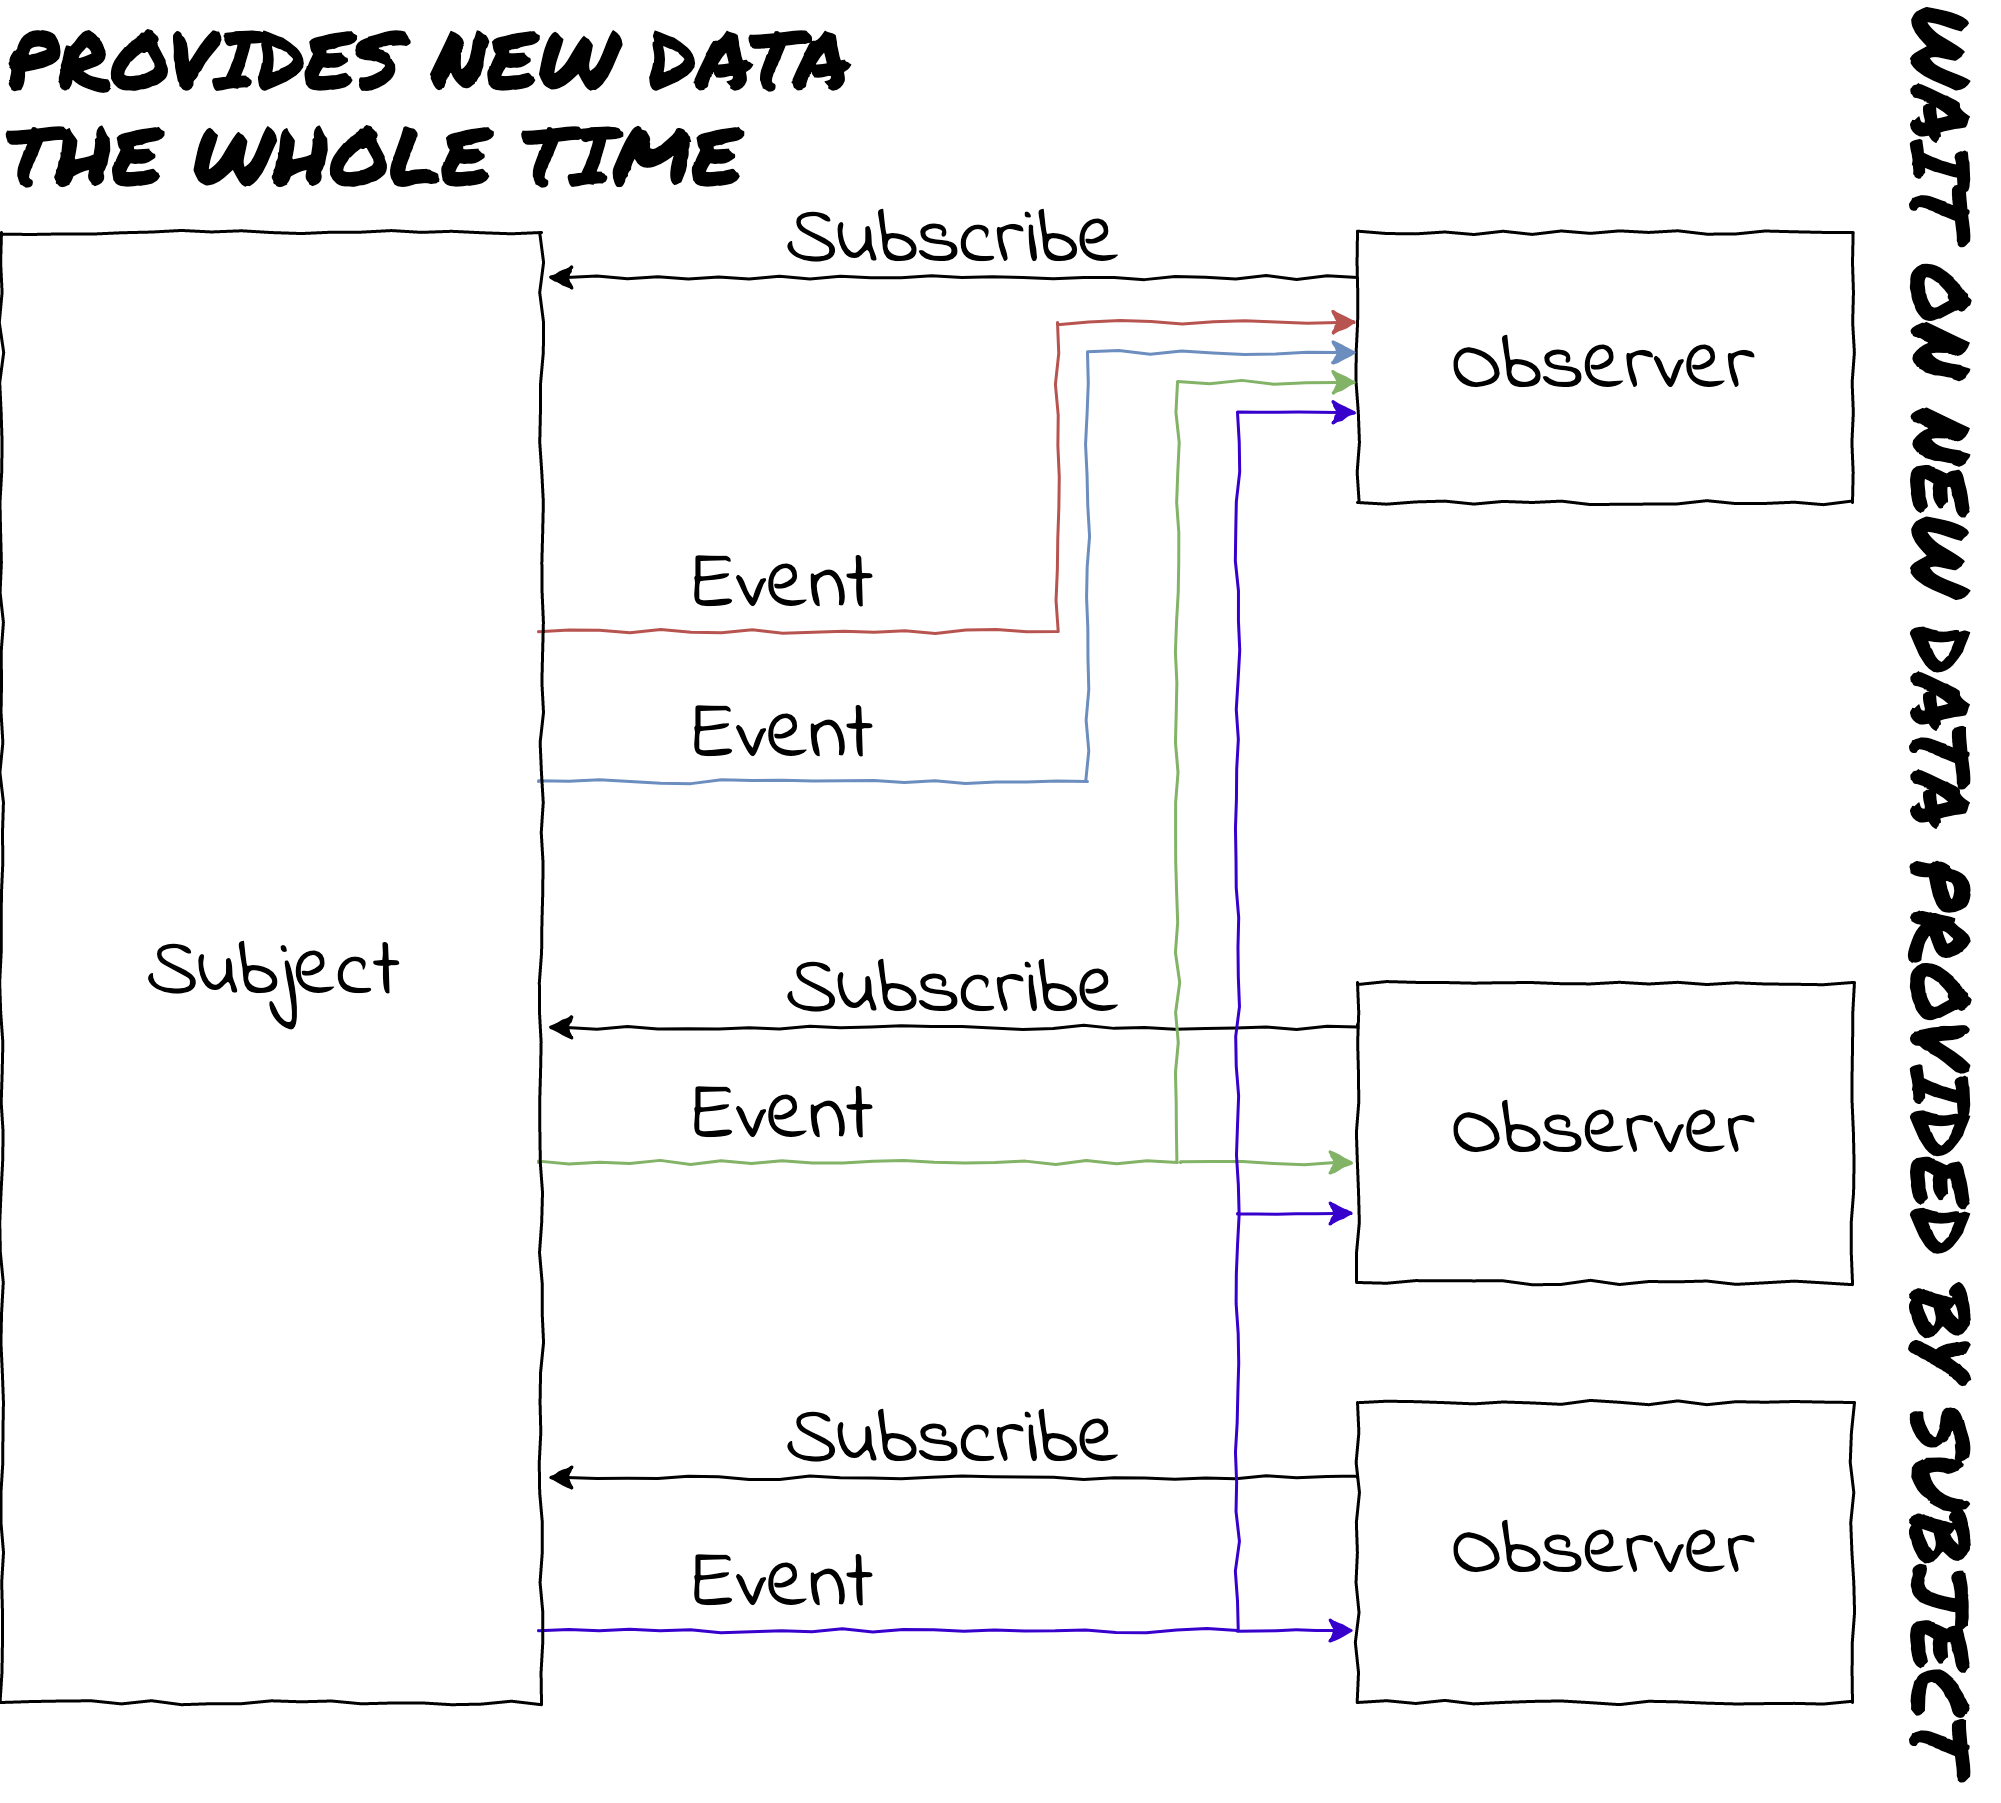 PROVIDES NEW DATA
THE WHOLE TIME
Subscribe
Observer
Event
Event
Subject
Subscribe
Event
Observer
Subscribe
Event
Observer
WAIT ON NEW DATA PROVIDED BY SUBJECT